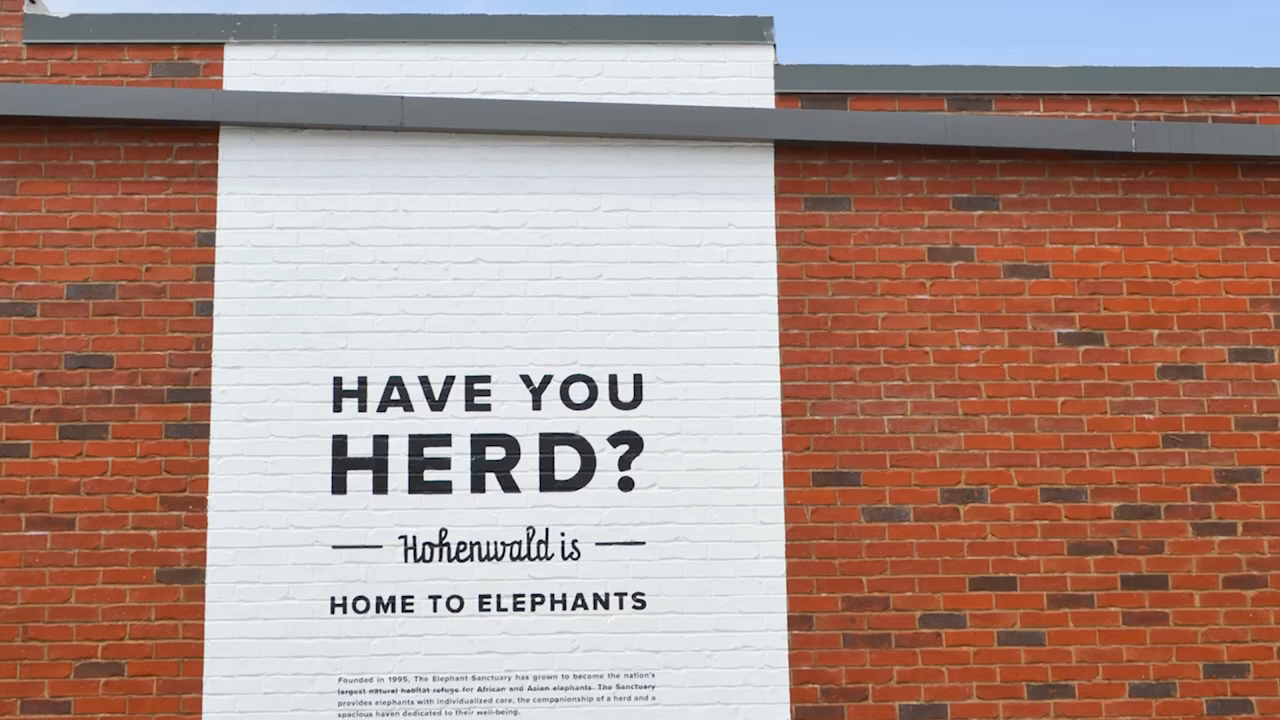 HAVE YOU
HERD?
Hohenwald is
HOME TO ELEPHANTS
Founded in 1995, The Elephant Sanctuary has grown to become the nation's
largest natural habitat refuge for African and Asian elephants. The Sanctuary
provides elephants with individualized care, the companionship of a herd and a
spacious haven dedicated to their well-being.